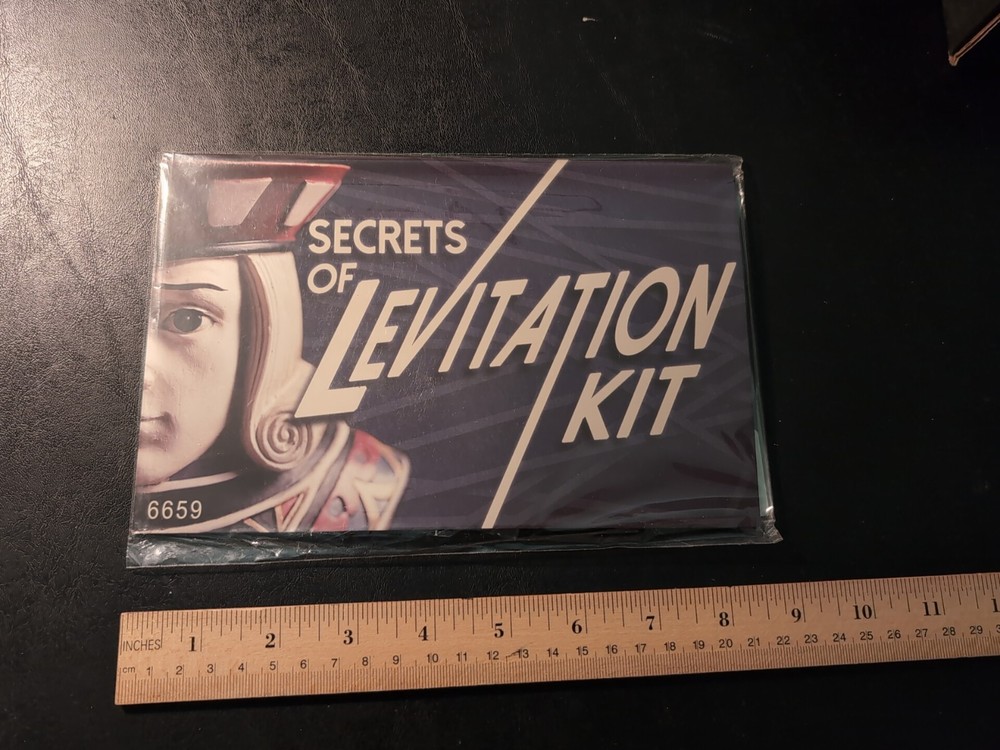 SECRETS
OF LEVITATION
KIT
6659
INCHES 1 2 3 4 5 6 7 8 9 10 11
cm 1 2 3 4 5 6 7 8 9 10 11 12 13 14 15 16 17 18 19 20 21 22 23 24 25 26 27 28 29